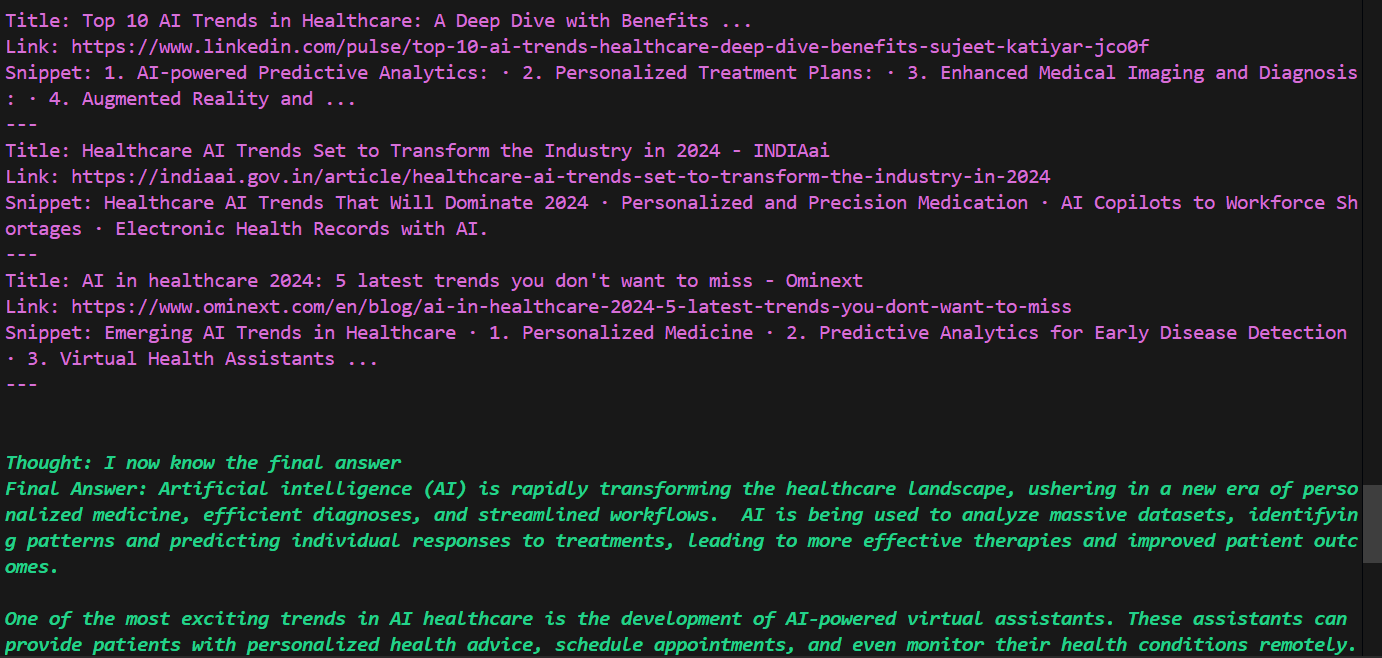 Title: Top 10 AI Trends in Healthcare: A Deep Dive with Benefits ...
Link: https://www.linkedin.com/pulse/top-10-ai-trends-healthcare-deep-dive-benefits-sujeet-katiyar-jco0f
Snippet: 1. AI-powered Predictive Analytics: · 2. Personalized Treatment Plans: · 3. Enhanced Medical Imaging and Diagnosis
: · 4. Augmented Reality and ...
---
Title: Healthcare AI Trends Set to Transform the Industry in 2024 - INDIAai
Link: https://indiaai.gov.in/article/healthcare-ai-trends-set-to-transform-the-industry-in-2024
Snippet: Healthcare AI Trends That Will Dominate 2024 · Personalized and Precision Medication · AI Copilots to Workforce Sh
ortages · Electronic Health Records with AI.
---
Title: AI in healthcare 2024: 5 latest trends you don't want to miss - Ominext
Link: https://www.ominext.com/en/blog/ai-in-healthcare-2024-5-latest-trends-you-dont-want-to-miss
Snippet: Emerging AI Trends in Healthcare · 1. Personalized Medicine · 2. Predictive Analytics for Early Disease Detection
· 3. Virtual Health Assistants ...
---
Thought: I now know the final answer
Final Answer: Artificial intelligence (AI) is rapidly transforming the healthcare landscape, ushering in a new era of perso
nalized medicine, efficient diagnoses, and streamlined workflows.  AI is being used to analyze massive datasets, identifyin
g patterns and predicting individual responses to treatments, leading to more effective therapies and improved patient outc
omes.
One of the most exciting trends in AI healthcare is the development of AI-powered virtual assistants. These assistants can
provide patients with personalized health advice, schedule appointments, and even monitor their health conditions remotely.